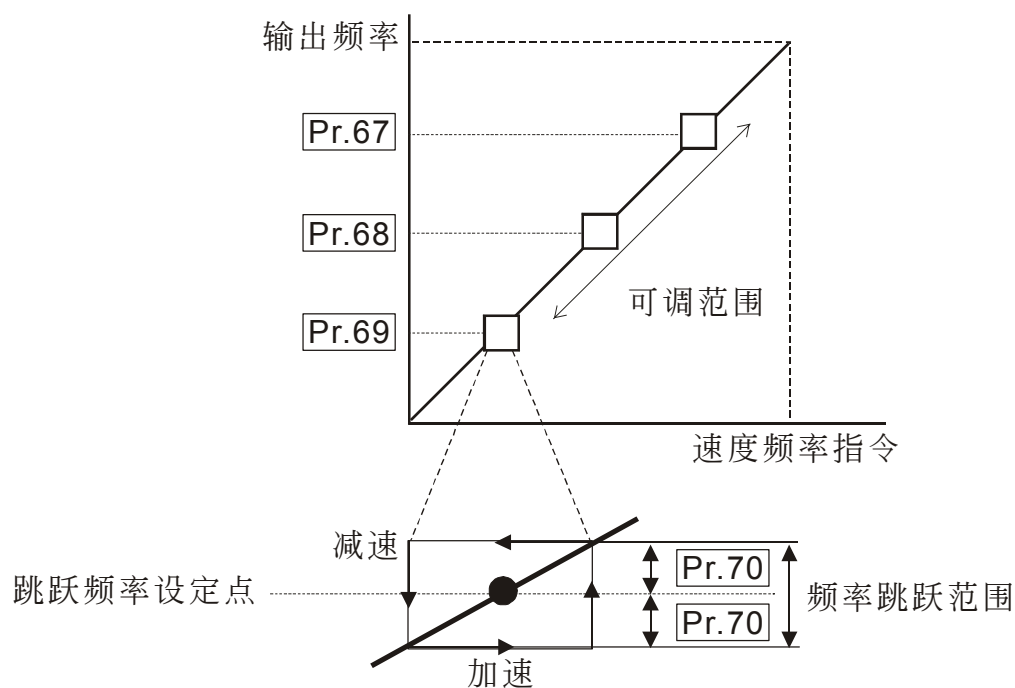 输出频率
Pr.67
Pr.68
Pr.69
可调范围
速度频率指令
减速
跳跃频率设定点
Pr.70
Pr.70
频率跳跃范围
加速